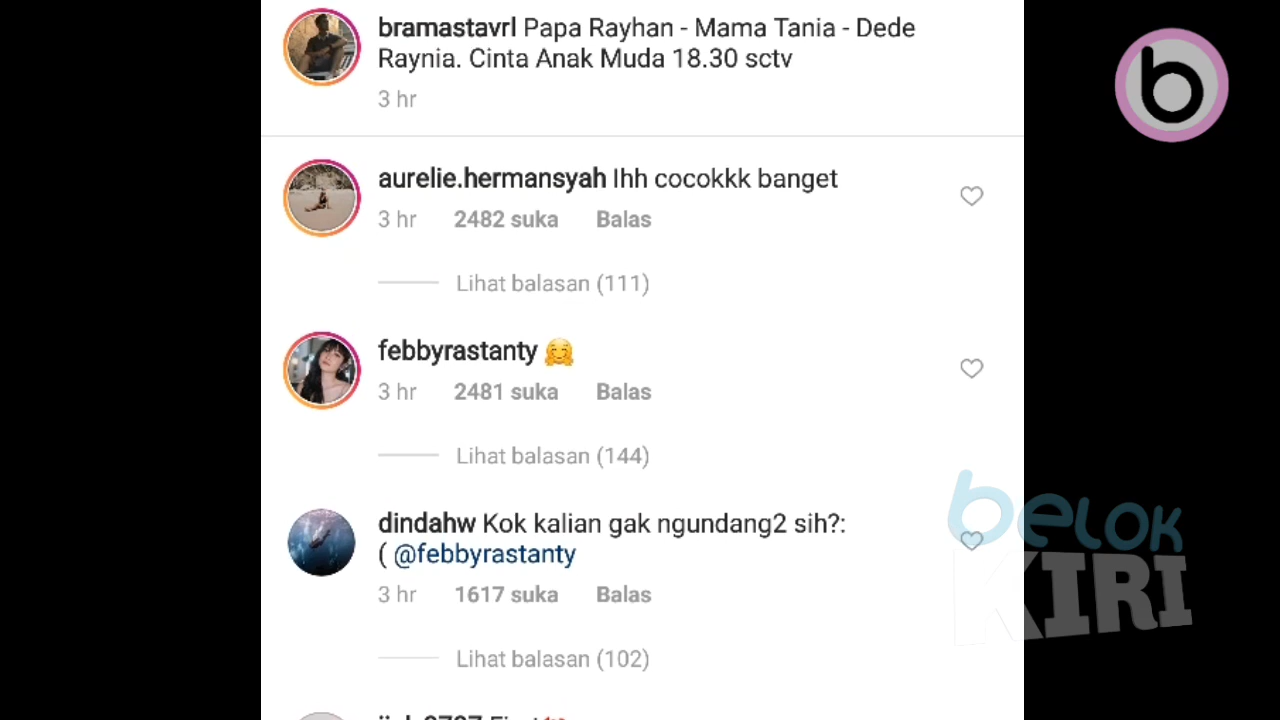 bramastavrl Papa Rayhan - Mama Tania - Dede
Raynia. Cinta Anak Muda 18.30 sctv
3 hr
aurelie.hermansyah Ihh cocokkk banget
3 hr 2482 suka Balas
Lihat balasan (111)
febbyrastanty 🤗
3 hr 2481 suka Balas
Lihat balasan (144)
dindahw Kok kalian gak ngundang2 sih?:
( @febbyrastanty
3 hr 1617 suka Balas
Lihat balasan (102)
b
beLOK
KIRI